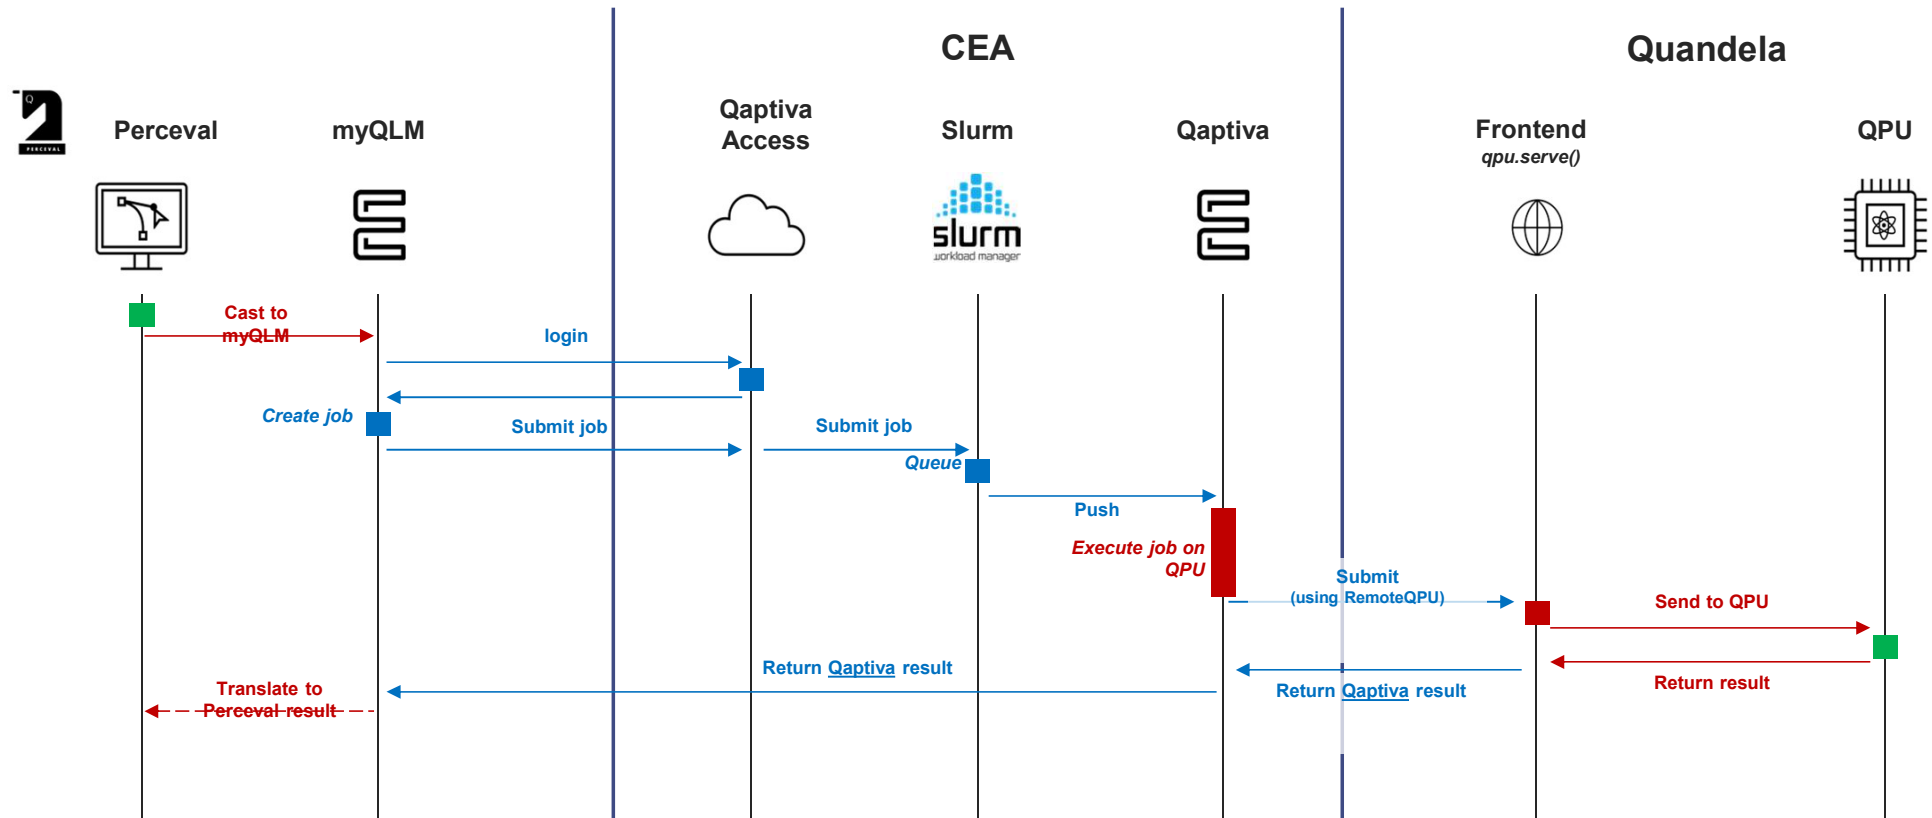 CEA
Quandela
Q
PERCEVAL
Perceval
myQLM
Qaptiva
Access
Slurm
Qaptiva
Frontend
qpu.serve()
QPU
slurm
workload manager
Cast to
myQLM
login
Create job
Submit job
Submit job
Queue
Push
Execute job on
QPU
Submit
(using RemoteQPU)
Send to QPU
Return Qaptiva result
Return Qaptiva result
Return result
Translate to
Perceval result